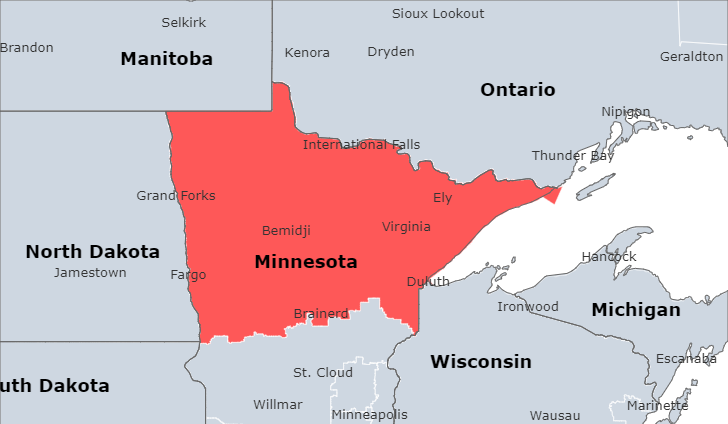 Sioux Lookout
Selkirk
Brandon
Kenora
Dryden
Manitoba
Geraldton
Ontario
Nipigon
International Falls
Thunder Bay
Grand Forks
Ely
Bemidji
Virginia
North Dakota
Minnesota
Hancock
Jamestown
Fargo
Duluth
Ironwood
Michigan
Brainerd
Wisconsin
Escanaba
St. Cloud
uth Dakota
Willmar
Minneapolis
Wausau
Marinette